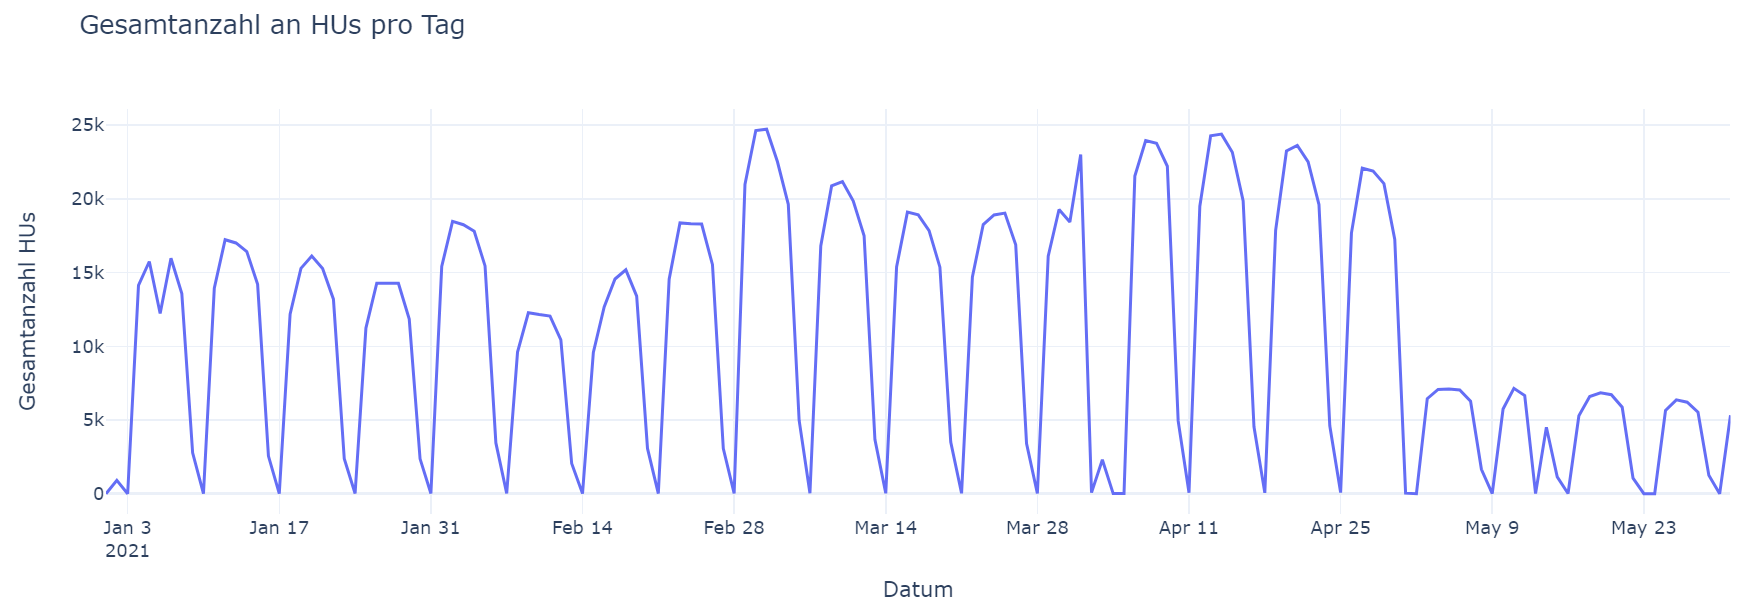 Gesamtanzahl an HUs pro Tag
Gesamtanzahl HUs
25k
20k
15k
10k
5k
0
Jan 3 Jan 17 Jan 31 Feb 14 Feb 28 Mar 14 Mar 28 Apr 11 Apr 25 May 9 May 23
2021
Datum